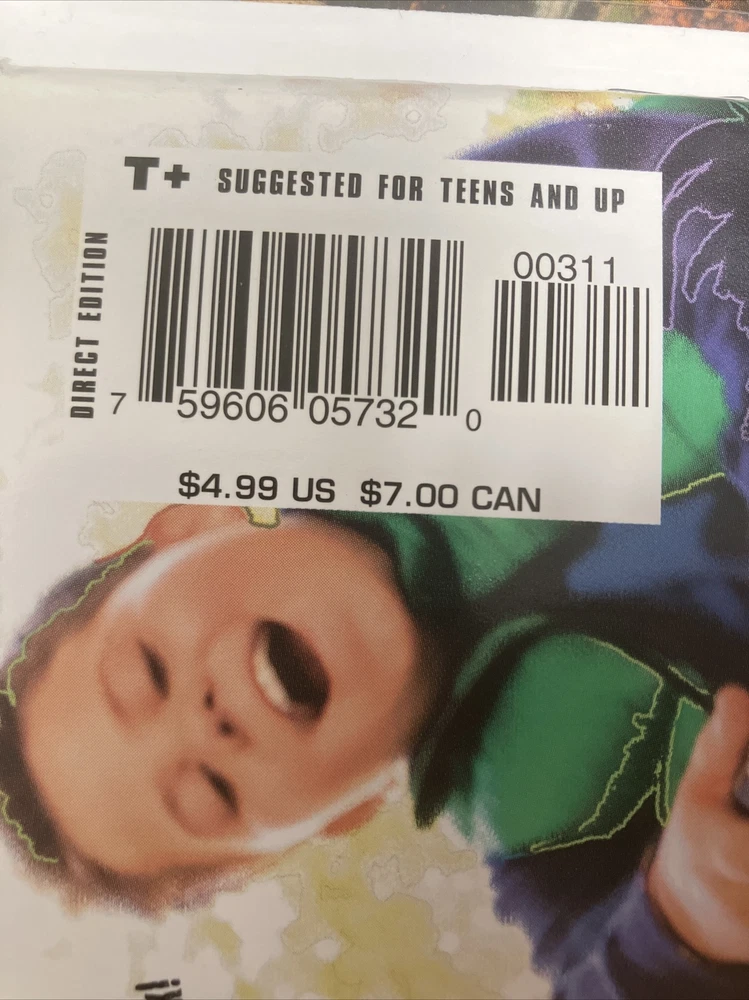 T+ SUGGESTED FOR TEENS AND UP
DIRECT EDITION
00311
7 59606 05732 0
$4.99 US $7.00 CAN